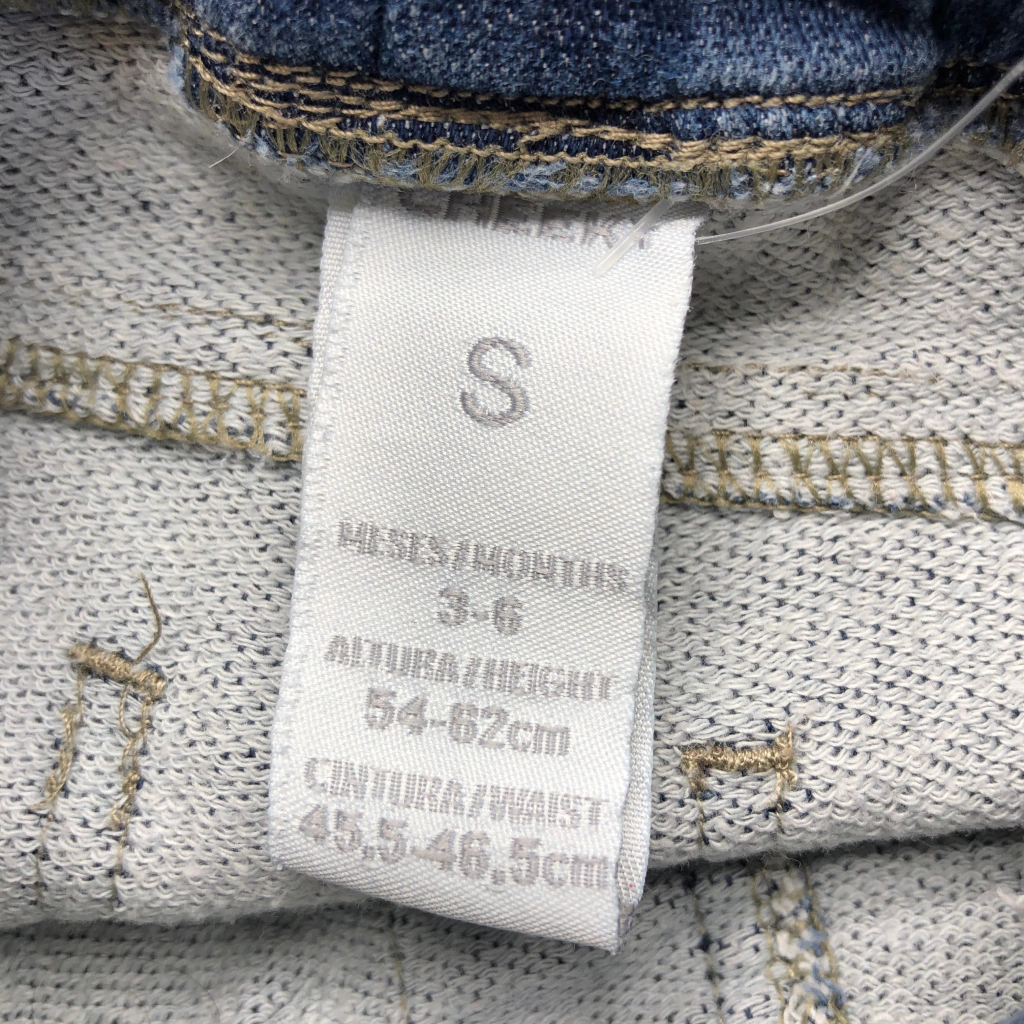 S
MESES/MONTHS
3-6
ALTURA/HEIGHT
54-62cm
CINTURA/WAIST
45,5-46,5cm